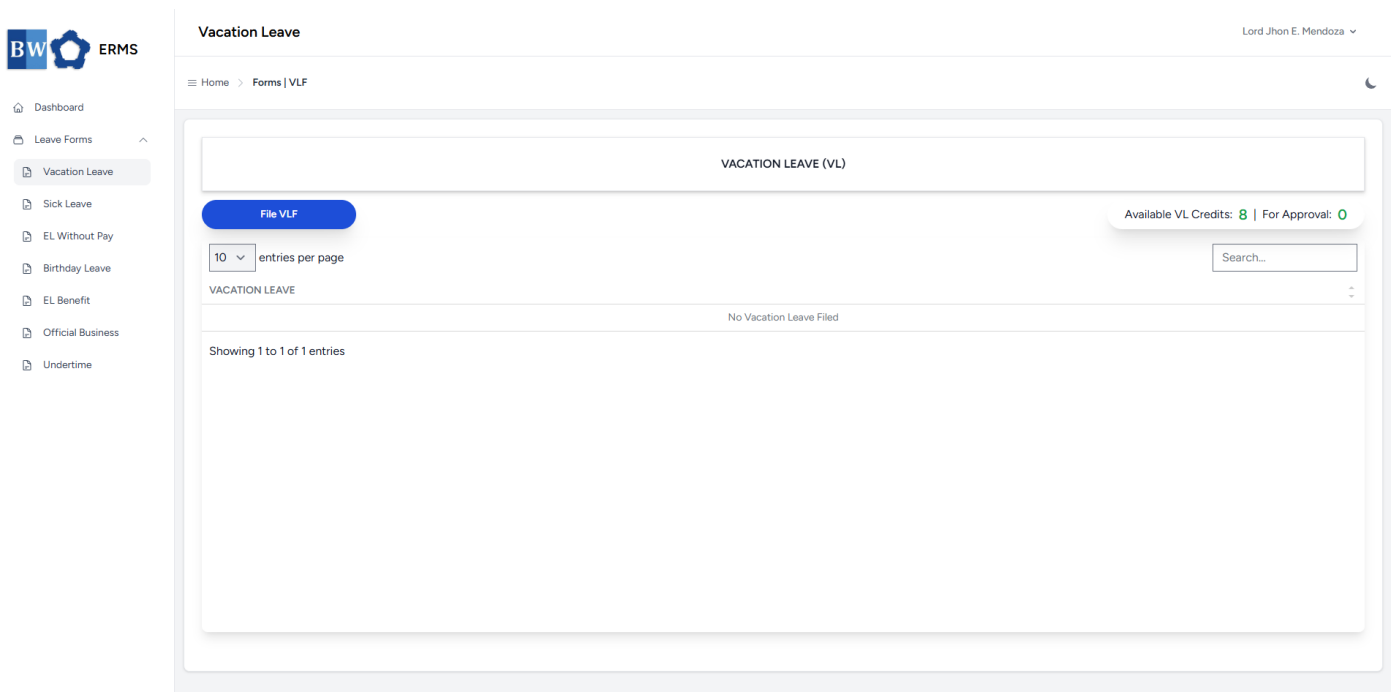 BW ERMS
Dashboard
Leave Forms
Vacation Leave
Sick Leave
EL Without Pay
Birthday Leave
EL Benefit
Official Business
Undertime
Vacation Leave
Lord Jhon E. Mendoza
Home > Forms | VLF
VACATION LEAVE (VL)
File VLF
Available VL Credits: 8 | For Approval: 0
10 entries per page
Search...
VACATION LEAVE
No Vacation Leave Filed
Showing 1 to 1 of 1 entries